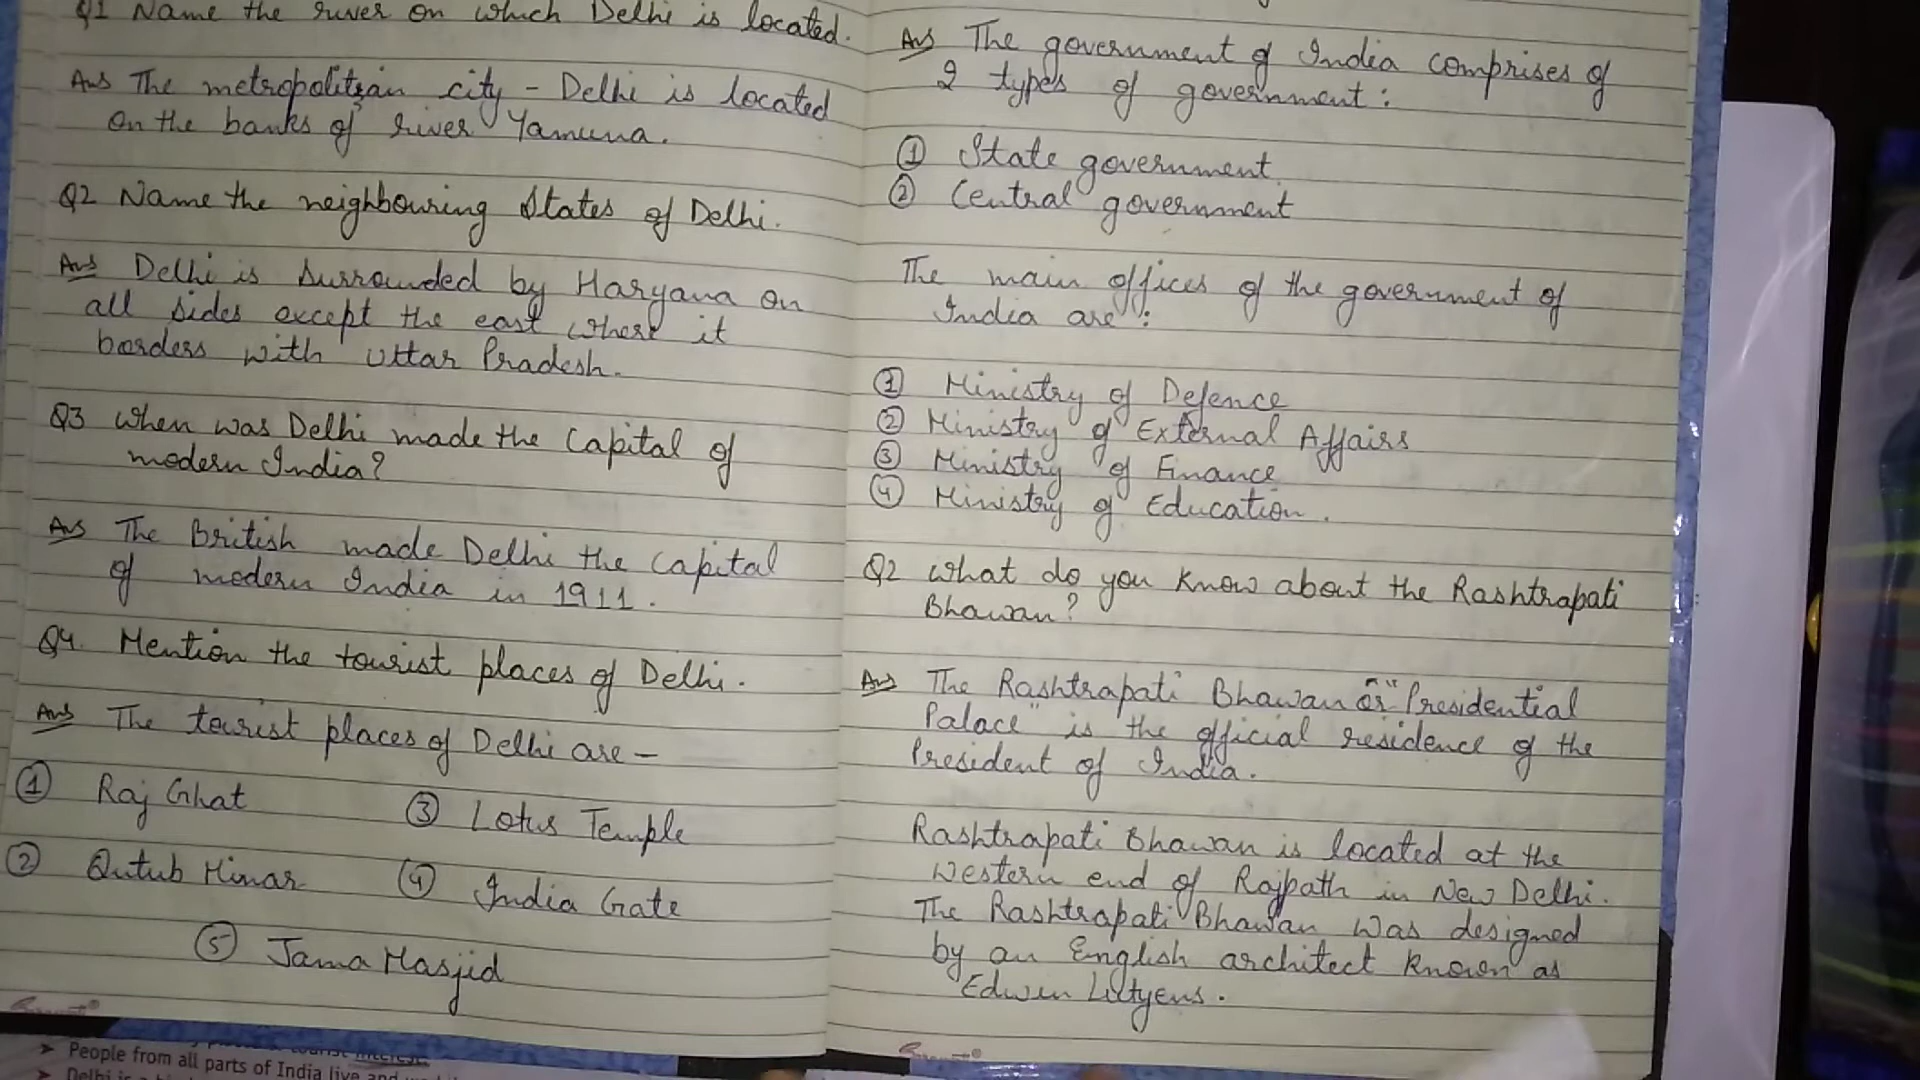 Q1 Name the river on which Delhi is located.
Ans The metropolitian city - Delhi is located
on the banks of river Yamuna.
Q2 Name the neighbouring states of Delhi.
Ans Delhi is surrounded by Haryana on
all sides except the east where it
borders with Uttar Pradesh.
Q3 When was Delhi made the capital of
modern India?
Ans The British made Delhi the capital
of modern India in 1911.
Q4. Mention the tourist places of Delhi.
Ans The tourist places of Delhi are -
① Raj Ghat ③ Lotus Temple
② Qutub Minar ④ India Gate
⑤ Jama Masjid
People from all parts of India live and
Delhi is a
Ans The government of India comprises of
2 types of government:
① State government
② Central government
The main offices of the government of
India are:
① Ministry of Defence
② Ministry of External Affairs
③ Ministry of Finance
④ Ministry of Education.
Q2 What do you know about the Rashtrapati
Bhawan?
Ans The Rashtrapati Bhawan or "Presidential
Palace" is the official residence of the
President of India.
Rashtrapati Bhawan is located at the
western end of Rajpath in New Delhi.
The Rashtrapati Bhawan was designed
by an English architect known as
Edwin Lutyens.